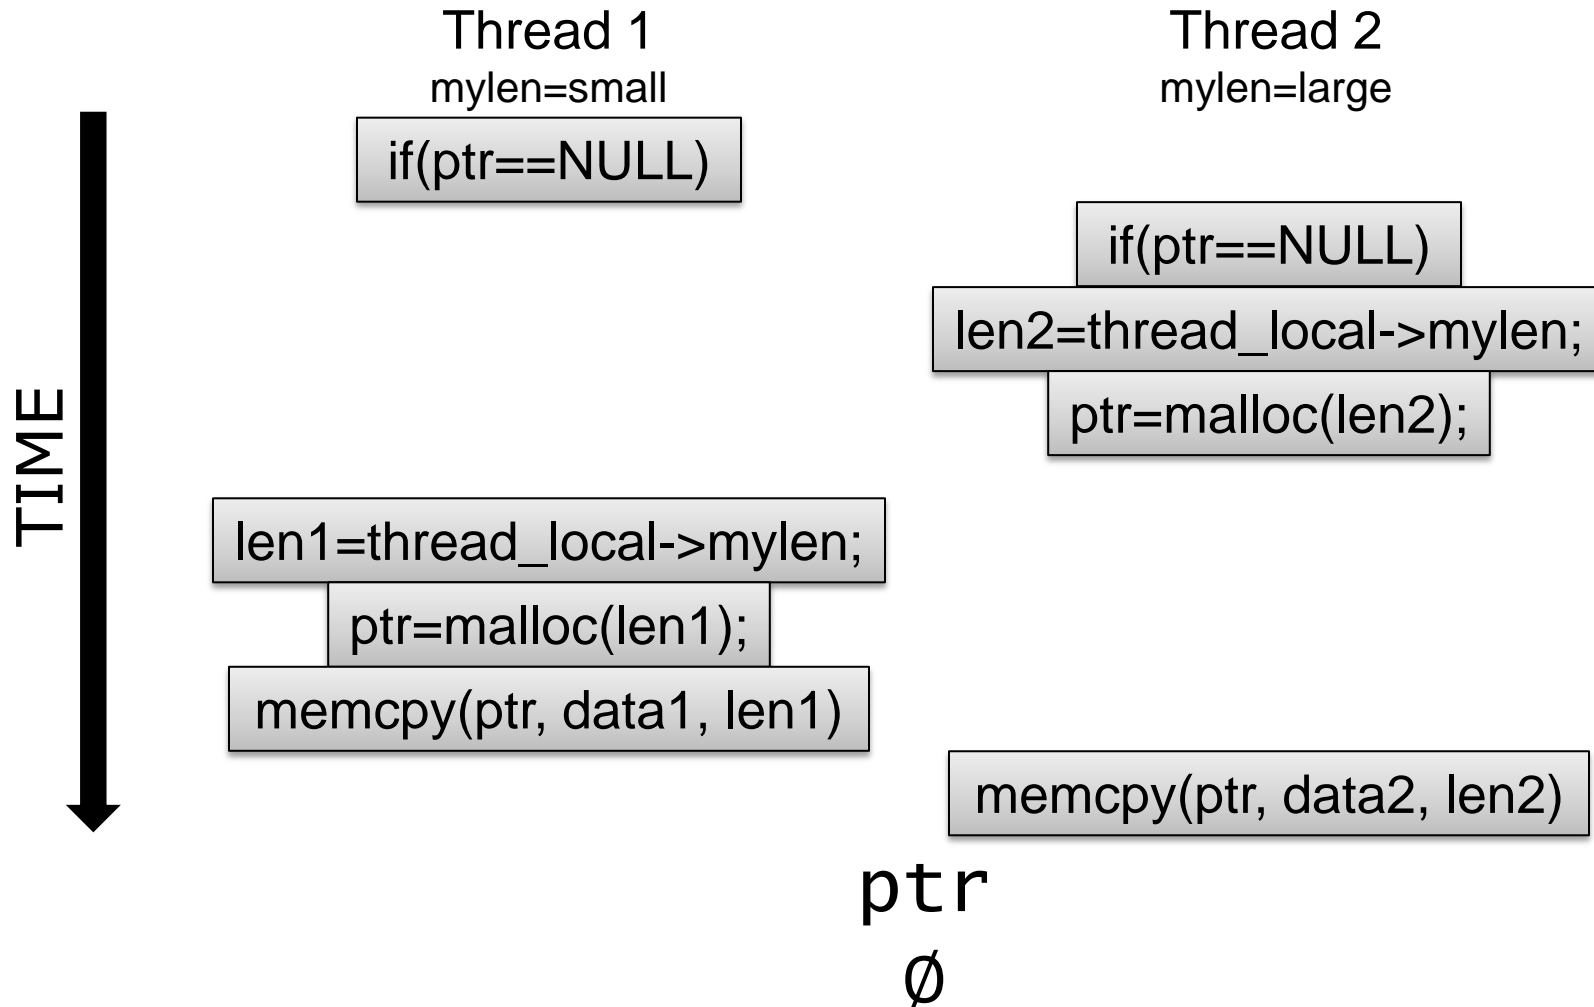 Thread 1
mylen=small
Thread 2
mylen=large
if(ptr==NULL)
if(ptr==NULL)
len2=thread_local->mylen;
ptr=malloc(len2);
TIME
len1=thread_local->mylen;
ptr=malloc(len1);
memcpy(ptr, data1, len1)
memcpy(ptr, data2, len2)
ptr
∅